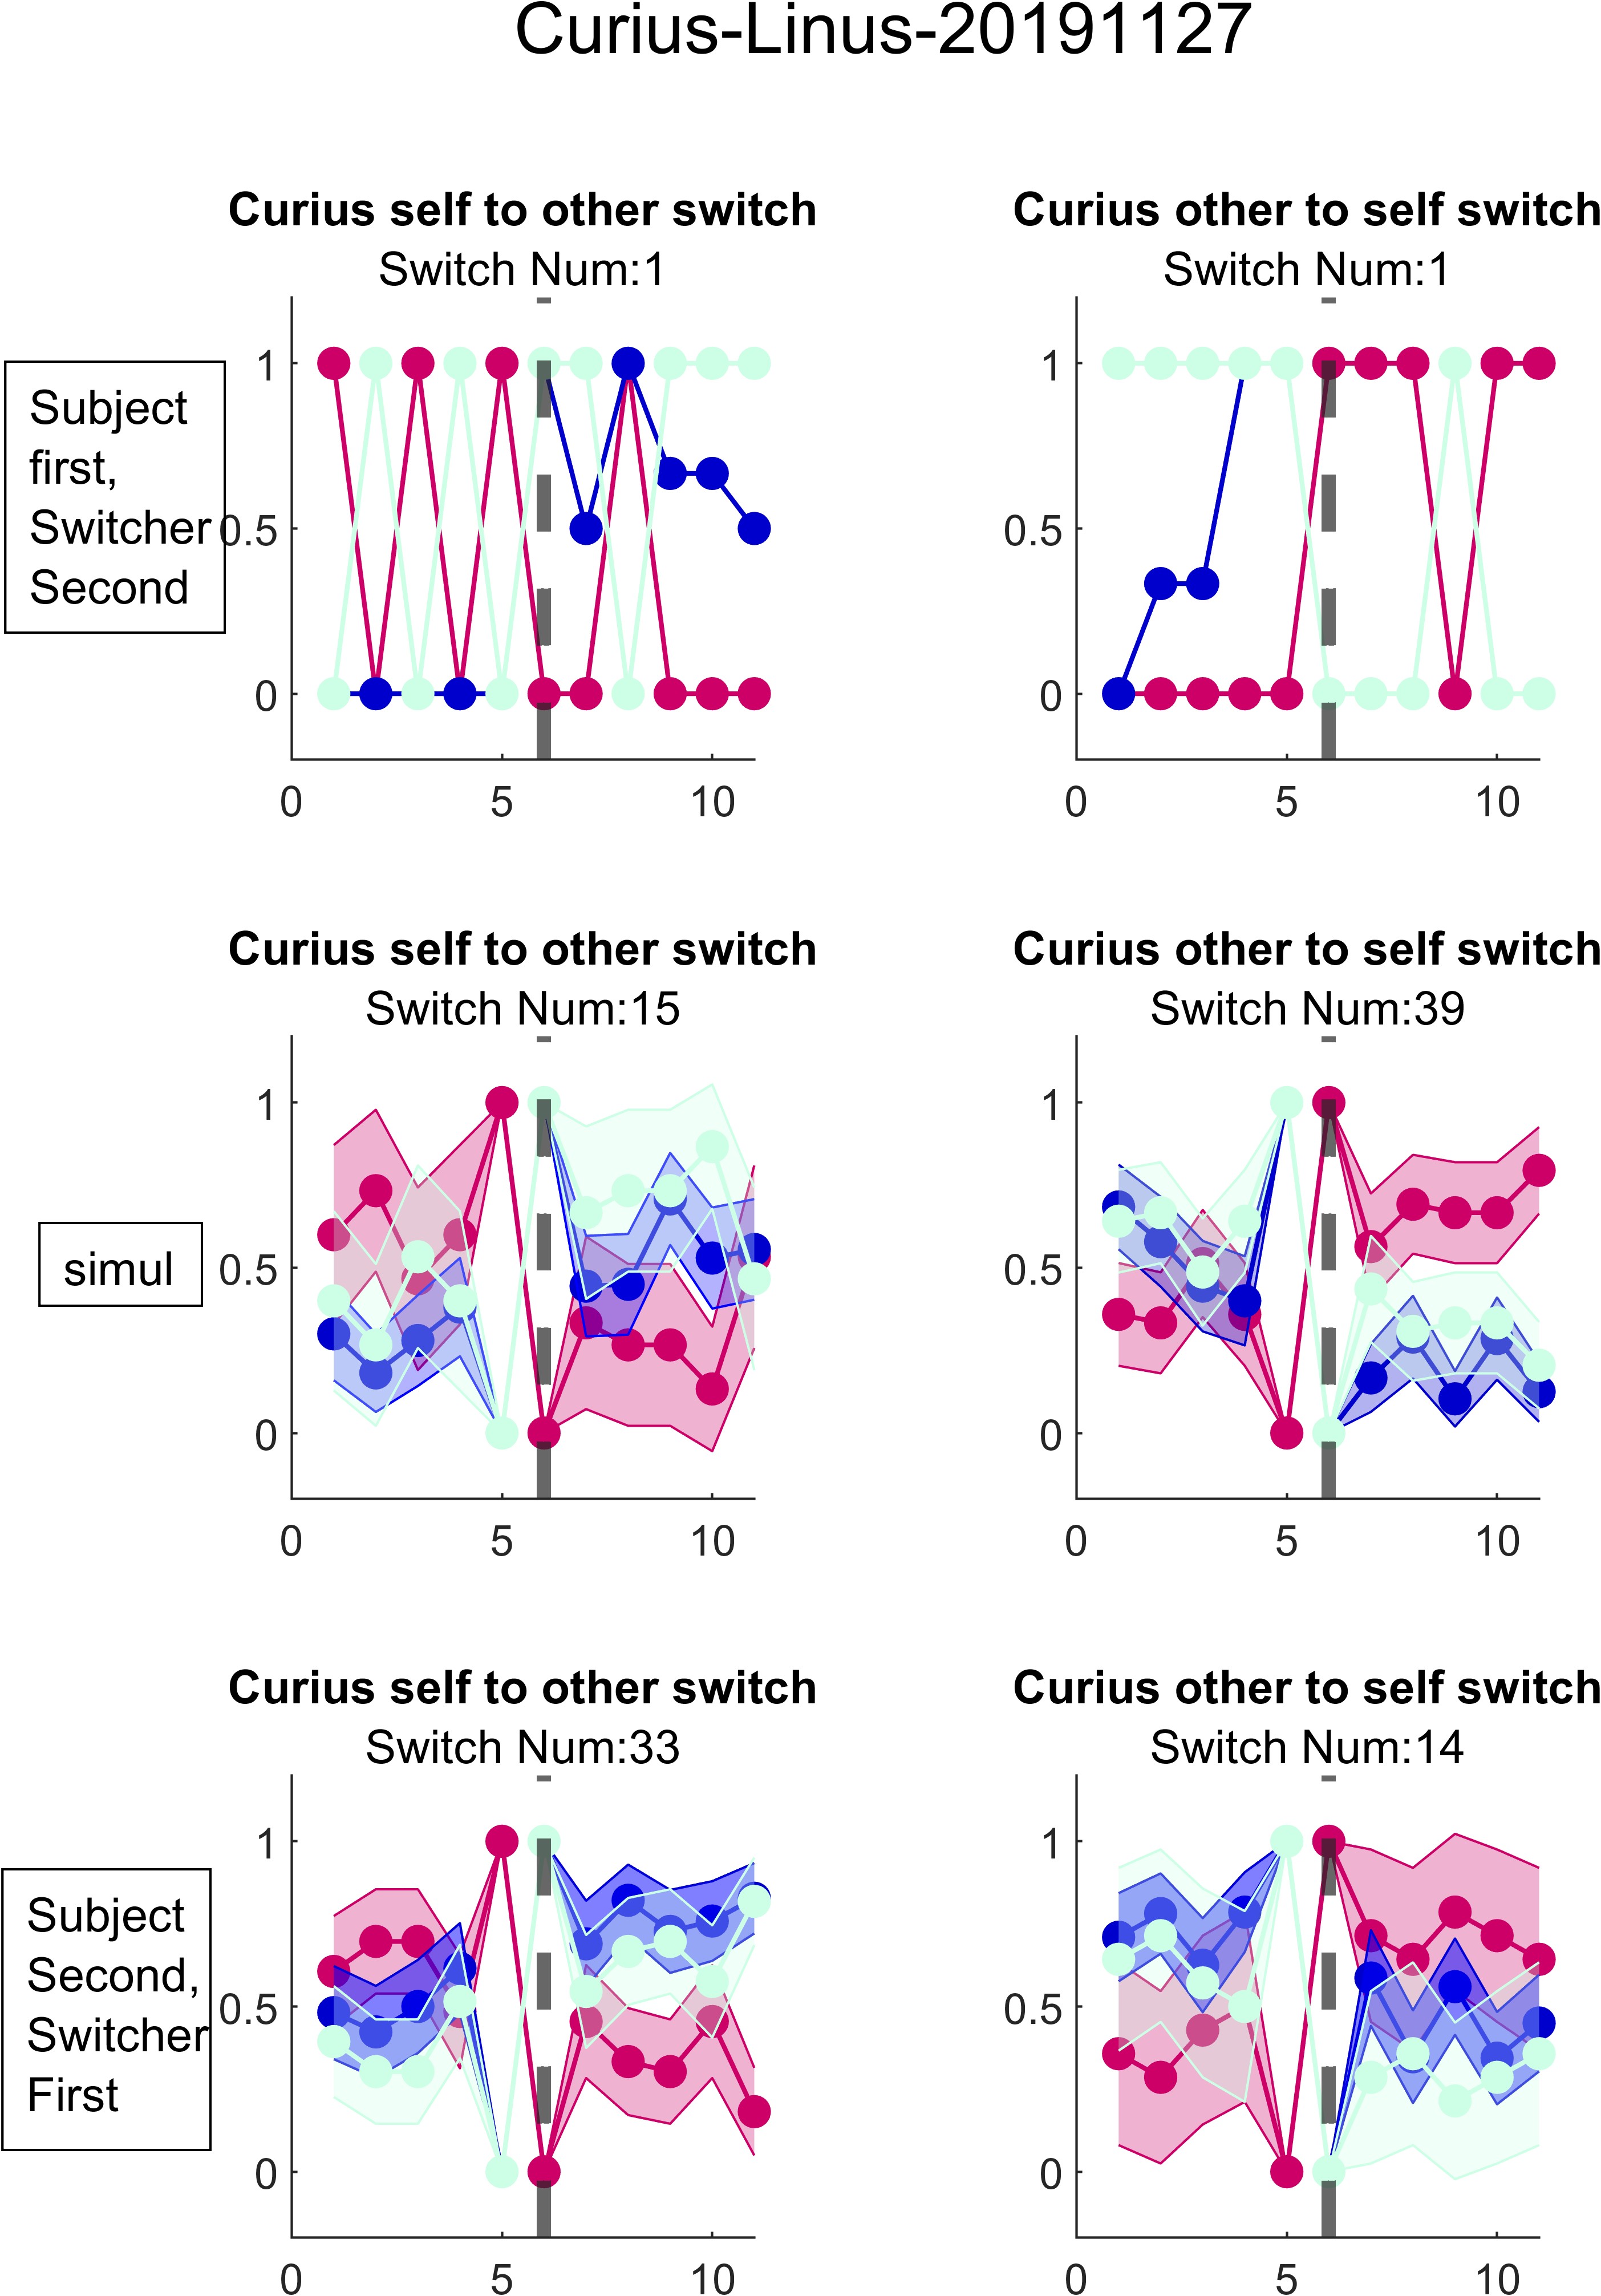 Curius-Linus-20191127
Curius self to other switch
Switch Num:1
Curius other to self switch
Switch Num:1
Subject
first,
Switcher
Second
1
0.5
0
0
5
10
1
0.5
0
0
5
10
Curius self to other switch
Switch Num:15
Curius other to self switch
Switch Num:39
simul
1
0.5
0
0
5
10
1
0.5
0
0
5
10
Curius self to other switch
Switch Num:33
Curius other to self switch
Switch Num:14
Subject
Second,
Switcher
First
1
0.5
0
0
5
10
1
0.5
0
0
5
10